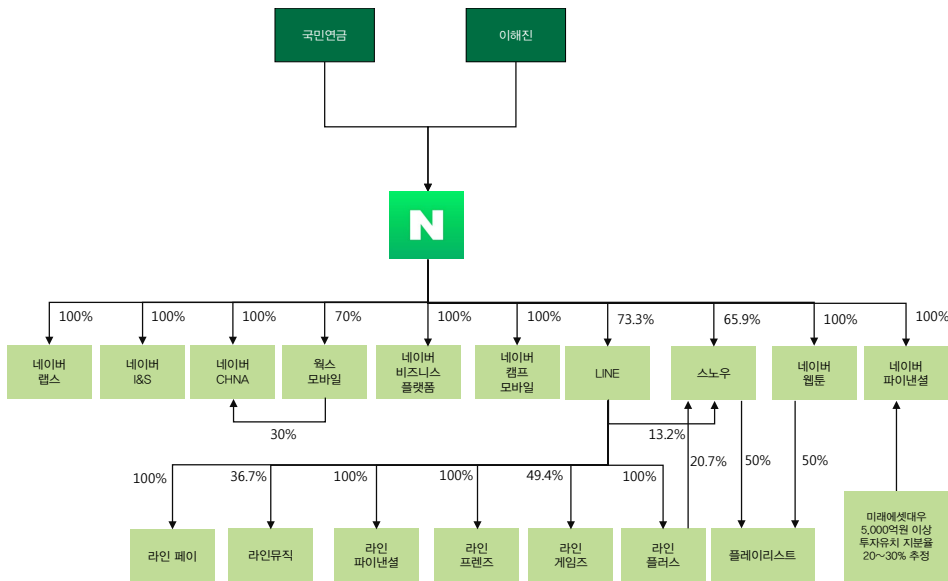 국민연금
이해진
N
100%
100%
100%
70%
100%
100%
73.3%
65.9%
100%
100%
네이버
랩스
네이버
I&S
네이버
CHNA
웍스
모바일
네이버
비즈니스
플랫폼
네이버
캠프
모바일
LINE
스노우
네이버
웹툰
네이버
파이낸셜
30%
13.2%
100%
36.7%
100%
100%
49.4%
100%
20.7%
50%
50%
라인 페이
라인뮤직
라인
파이낸셜
라인
프렌즈
라인
게임즈
라인
플러스
플레이리스트
미래에셋대우
5,000억원 이상
투자유치 지분율
20~30% 추정